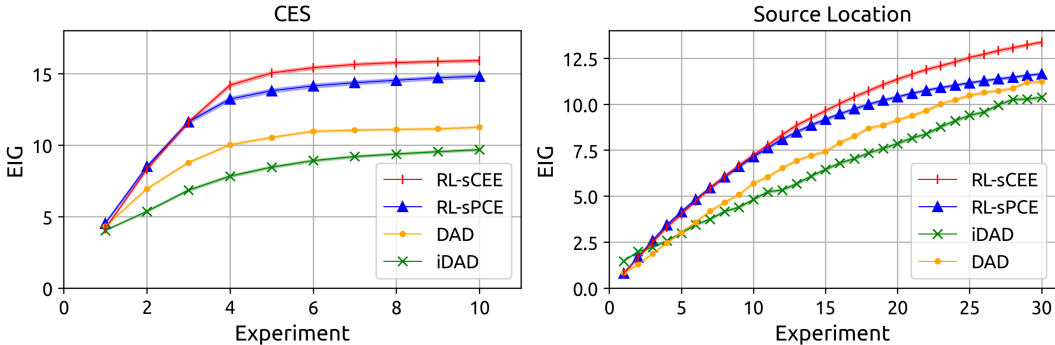 CES
EIG
15
10
5
0
0 2 4 6 8 10
Experiment
RL-sCEE
RL-sPCE
DAD
iDAD
Source Location
EIG
12.5
10.0
7.5
5.0
2.5
0.0
0 5 10 15 20 25 30
Experiment
RL-sCEE
RL-sPCE
iDAD
DAD